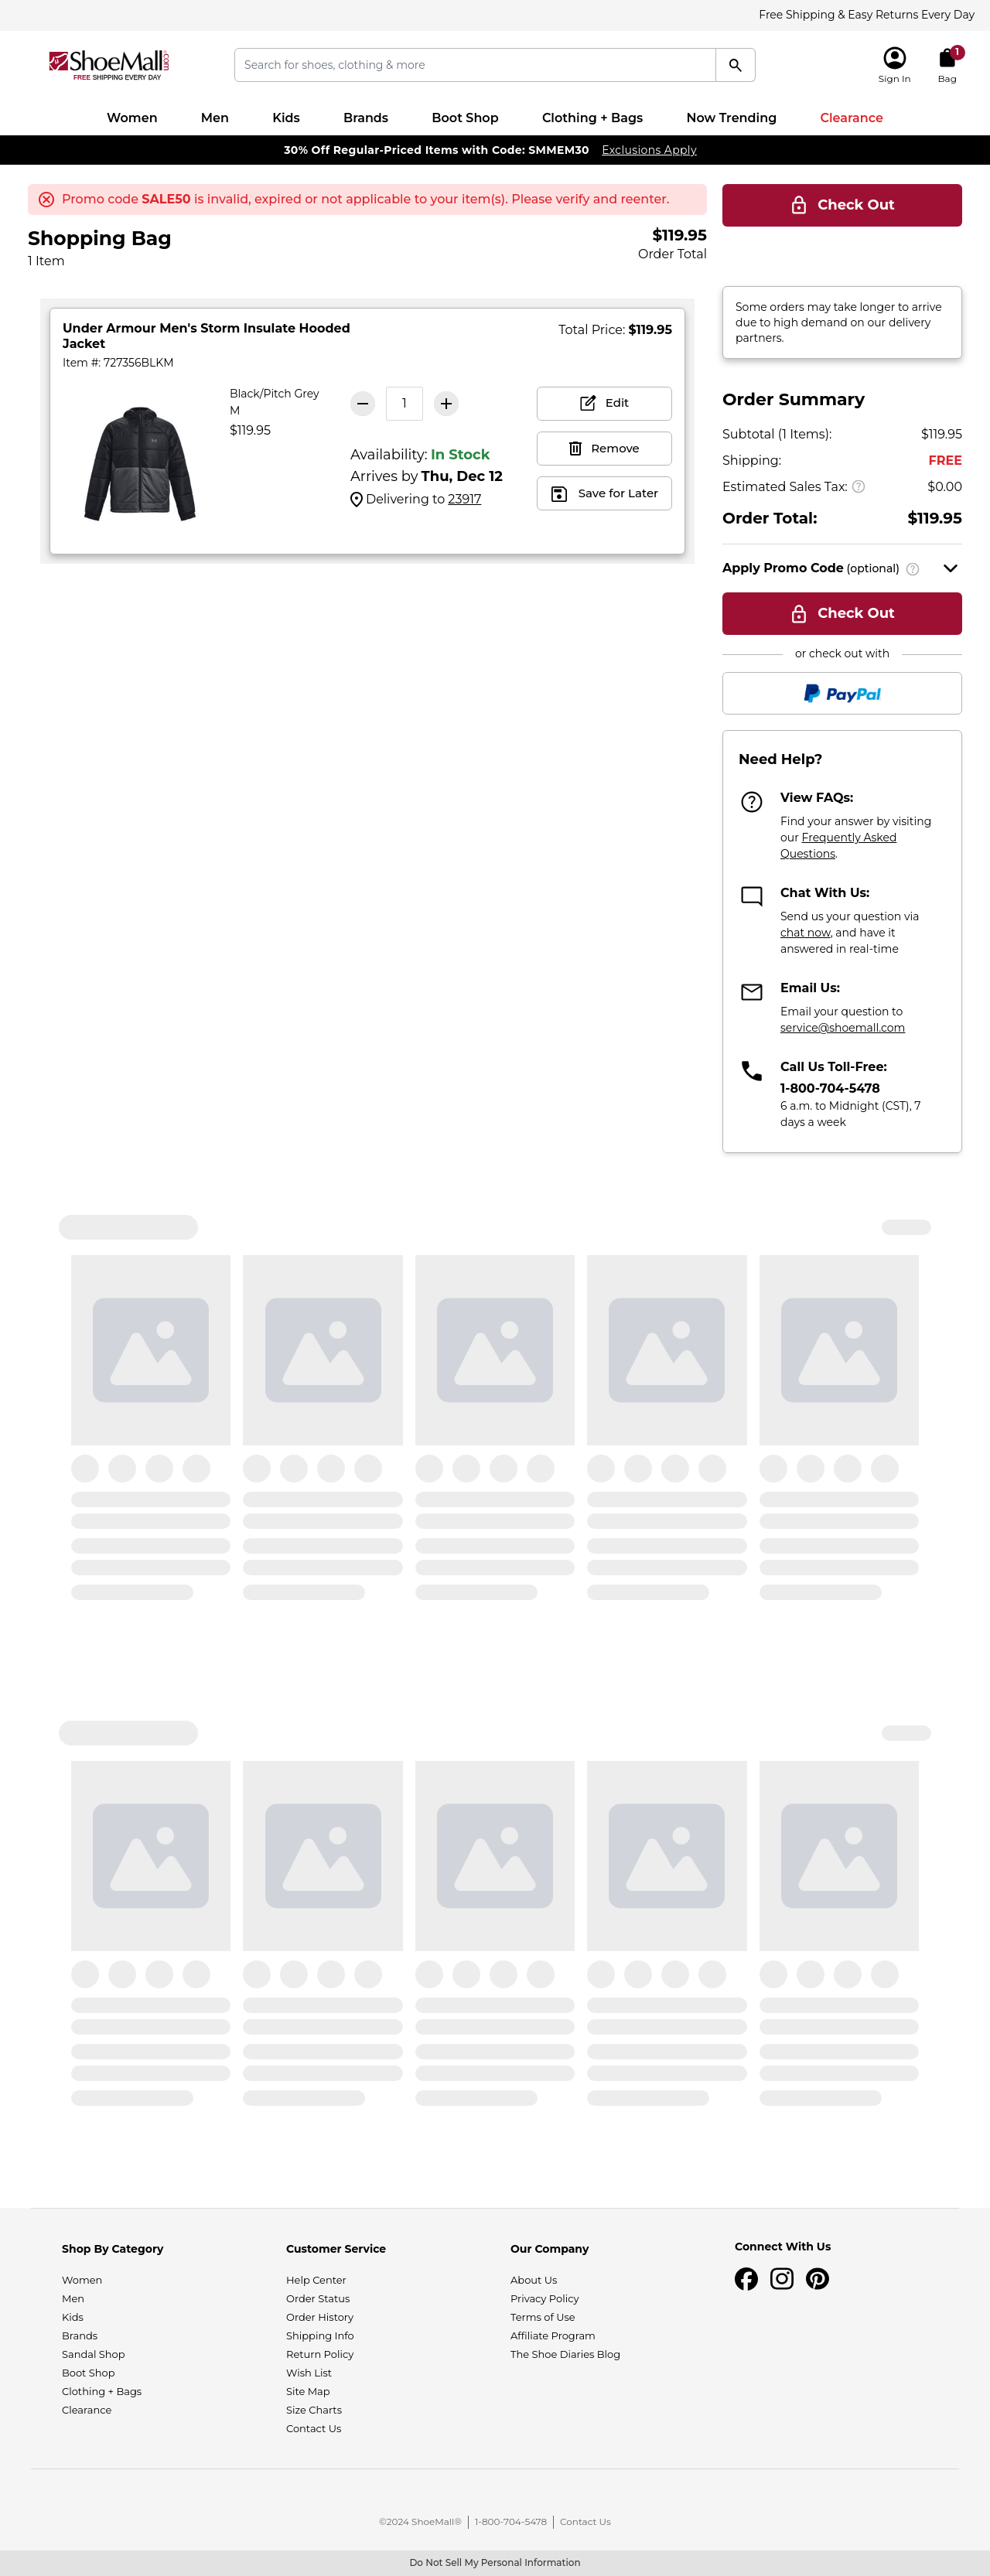 Free Shipping & Easy Returns Every Day
ShoeMall.com
FREE SHIPPING EVERY DAY
Search for shoes, clothing & more
Sign In
1
Bag
Women Men Kids Brands Boot Shop Clothing + Bags Now Trending Clearance
30% Off Regular-Priced Items with Code: SMMEM30 Exclusions Apply
Promo code SALE50 is invalid, expired or not applicable to your item(s). Please verify and reenter.
Check Out
Shopping Bag
1 Item
$119.95
Order Total
Under Armour Men's Storm Insulate Hooded
Jacket
Item #: 727356BLKM
Total Price: $119.95
Black/Pitch Grey
M
$119.95
1
Availability: In Stock
Arrives by Thu, Dec 12
Delivering to 23917
Edit
Remove
Save for Later
Some orders may take longer to arrive
due to high demand on our delivery
partners.
Order Summary
Subtotal (1 Items): $119.95
Shipping: FREE
Estimated Sales Tax: $0.00
Order Total: $119.95
Apply Promo Code (optional)
Check Out
or check out with
PayPal
Need Help?
View FAQs:
Find your answer by visiting
our Frequently Asked
Questions.
Chat With Us:
Send us your question via
chat now, and have it
answered in real-time
Email Us:
Email your question to
service@shoemall.com
Call Us Toll-Free:
1-800-704-5478
6 a.m. to Midnight (CST), 7
days a week
Shop By Category
Women
Men
Kids
Brands
Sandal Shop
Boot Shop
Clothing + Bags
Clearance
Customer Service
Help Center
Order Status
Order History
Shipping Info
Return Policy
Wish List
Site Map
Size Charts
Contact Us
Our Company
About Us
Privacy Policy
Terms of Use
Affiliate Program
The Shoe Diaries Blog
Connect With Us
©2024 ShoeMall® 1-800-704-5478 Contact Us
Do Not Sell My Personal Information